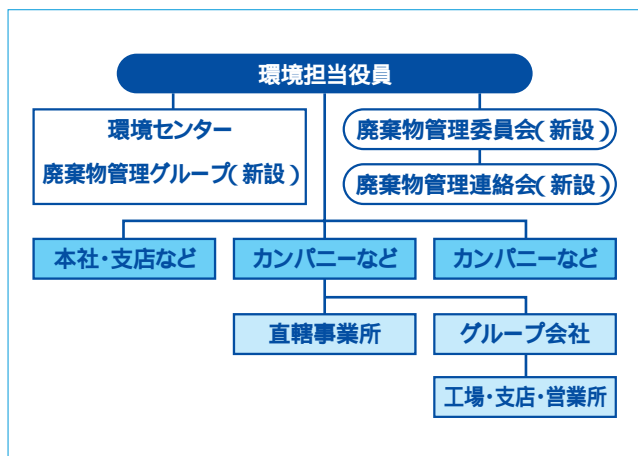 環境担当役員
環境センター
廃棄物管理グループ(新設)
廃棄物管理委員会(新設)
廃棄物管理連絡会(新設)
本社・支店など
カンパニーなど
カンパニーなど
直轄事業所
グループ会社
工場・支店・営業所